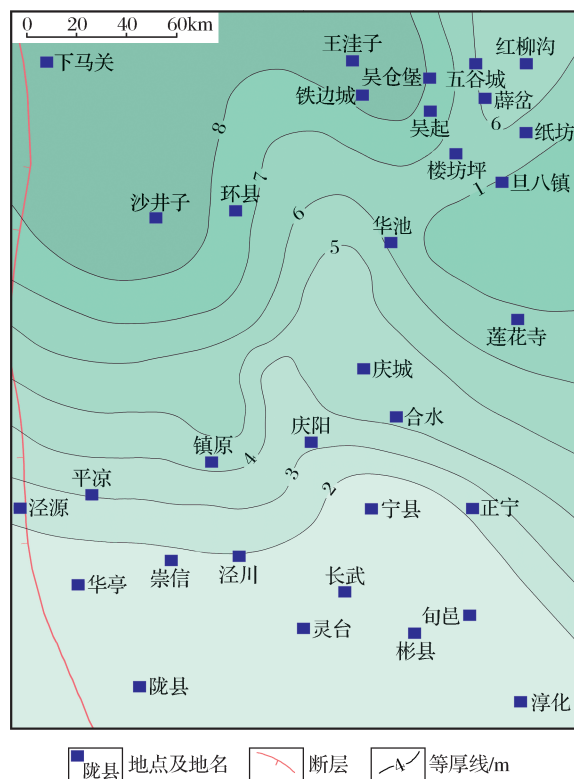 0 20 40 60km
下马关
王洼子
红柳沟
吴仓堡
五谷城
铁边城
薜岔
吴起
6
纸坊
8
楼坊坪
7
1
旦八镇
沙井子
环县
6
华池
5
莲花寺
庆城
合水
庆阳
镇原
4
3
平凉
2
泾源
宁县
正宁
崇信
泾川
华亭
长武
旬邑
灵台
彬县
陇县
淳化
陇县 地点及地名 断层 4 等厚线/m